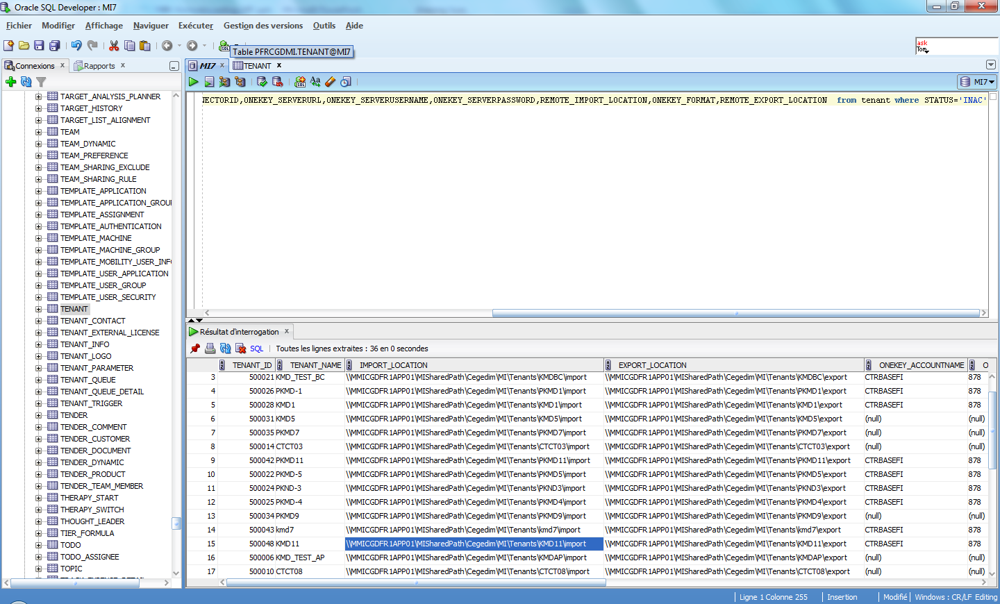 Oracle SQL Developer : MI7
Fichier Modifier Affichage Naviguer Exécuter Gestion des versions Outils Aide
Table PFRCGDMI.TENANT@MI7
ask
Tom
Connexions x Rapports x
MI7 x TENANT x
MI7
TARGET_ANALYSIS_PLANNER
TARGET_HISTORY
TARGET_LIST_ALIGNMENT
TEAM
TEAM_DYNAMIC
TEAM_PREFERENCE
TEAM_SHARING_EXCLUDE
TEAM_SHARING_RULE
TEMPLATE_APPLICATION
TEMPLATE_APPLICATION_GROU
TEMPLATE_ASSIGNMENT
TEMPLATE_AUTHENTICATION
TEMPLATE_MACHINE
TEMPLATE_MACHINE_GROUP
TEMPLATE_MOBILITY_USER_INF
TEMPLATE_USER_APPLICATION
TEMPLATE_USER_GROUP
TEMPLATE_USER_SECURITY
TENANT
TENANT_CONTACT
TENANT_EXTERNAL_LICENSE
TENANT_INFO
TENANT_LOGO
TENANT_PARAMETER
TENANT_QUEUE
TENANT_QUEUE_DETAIL
TENANT_TRIGGER
TENDER
TENDER_COMMENT
TENDER_CUSTOMER
TENDER_DOCUMENT
TENDER_DYNAMIC
TENDER_PRODUCT
TENDER_TEAM_MEMBER
THERAPY_START
THERAPY_SWITCH
THOUGHT_LEADER
TIER_FORMULA
TODO
TODO_ASSIGNEE
TOPIC
JECTORID,ONEKEY_SERVERURL,ONEKEY_SERVERUSERNAME,ONEKEY_SERVERPASSWORD,REMOTE_IMPORT_LOCATION,ONEKEY_FORMAT,REMOTE_EXPORT_LOCATION from tenant where STATUS='INAC'
Résultat d'interrogation x
SQL | Toutes les lignes extraites : 36 en 0 secondes
TENANT_ID TENANT_NAME IMPORT_LOCATION EXPORT_LOCATION ONEKEY_ACCOUNTNAME O
3 500021 KMD_TEST_BC \\MMICGDFR1APP01\MISharedPath\Cegedim\MI\Tenants\KMDBC\import \\MMICGDFR1APP01\MISharedPath\Cegedim\MI\Tenants\KMDBC\export CTRBASEFI 878
4 500026 PKMD-1 \\MMICGDFR1APP01\MISharedPath\Cegedim\MI\Tenants\PKMD1\import \\MMICGDFR1APP01\MISharedPath\Cegedim\MI\Tenants\PKMD1\export CTRBASEFI 878
5 500028 KMD1 \\MMICGDFR1APP01\MISharedPath\Cegedim\MI\Tenants\KMD1\import \\MMICGDFR1APP01\MISharedPath\Cegedim\MI\Tenants\KMD1\export CTRBASEFI 878
6 500031 KMD5 \\MMICGDFR1APP01\MISharedPath\Cegedim\MI\Tenants\KMD5\import \\MMICGDFR1APP01\MISharedPath\Cegedim\MI\Tenants\KMD5\export (null) (null)
7 500035 PKMD7 \\MMICGDFR1APP01\MISharedPath\Cegedim\MI\Tenants\PKMD7\import \\MMICGDFR1APP01\MISharedPath\Cegedim\MI\Tenants\PKMD7\export (null) (null)
8 500014 CTCT03 \\MMICGDFR1APP01\MISharedPath\Cegedim\MI\Tenants\CTCT03\import \\MMICGDFR1APP01\MISharedPath\Cegedim\MI\Tenants\CTCT03\export (null) (null)
9 500042 PKMD11 \\MMICGDFR1APP01\MISharedPath\Cegedim\MI\Tenants\PKMD11\import \\MMICGDFR1APP01\MISharedPath\Cegedim\MI\Tenants\PKMD11\export CTRBASEFI 878
10 500022 PKMD-5 \\MMICGDFR1APP01\MISharedPath\Cegedim\MI\Tenants\PKMD5\import \\MMICGDFR1APP01\MISharedPath\Cegedim\MI\Tenants\PKMD5\export CTRBASEFI 878
11 500024 PKND-3 \\MMICGDFR1APP01\MISharedPath\Cegedim\MI\Tenants\PKND3\import \\MMICGDFR1APP01\MISharedPath\Cegedim\MI\Tenants\PKND3\export CTRBASEFI 878
12 500025 PKMD-4 \\MMICGDFR1APP01\MISharedPath\Cegedim\MI\Tenants\PKMD4\import \\MMICGDFR1APP01\MISharedPath\Cegedim\MI\Tenants\PKMD4\export CTRBASEFI 878
13 500034 PKMD9 \\MMICGDFR1APP01\MISharedPath\Cegedim\MI\Tenants\PKMD9\import \\MMICGDFR1APP01\MISharedPath\Cegedim\MI\Tenants\PKMD9\export (null) (null)
14 500043 kmd7 \\MMICGDFR1APP01\MISharedPath\Cegedim\MI\Tenants\kmd7\import \\MMICGDFR1APP01\MISharedPath\Cegedim\MI\Tenants\kmd7\export CTRBASEFI 878
15 500048 KMD11 \\MMICGDFR1APP01\MISharedPath\Cegedim\MI\Tenants\KMD11\import \\MMICGDFR1APP01\MISharedPath\Cegedim\MI\Tenants\KMD11\export CTRBASEFI 878
16 500006 KMD_TEST_AP \\MMICGDFR1APP01\MISharedPath\Cegedim\MI\Tenants\KMDAP\import \\MMICGDFR1APP01\MISharedPath\Cegedim\MI\Tenants\KMDAP\export (null) (null)
17 500010 CTCT08 \\MMICGDFR1APP01\MISharedPath\Cegedim\MI\Tenants\CTCT08\import \\MMICGDFR1APP01\MISharedPath\Cegedim\MI\Tenants\CTCT08\export (null) (null)
Ligne 1 Colonne 255 Insertion Modifié Windows : CR/LF Editing